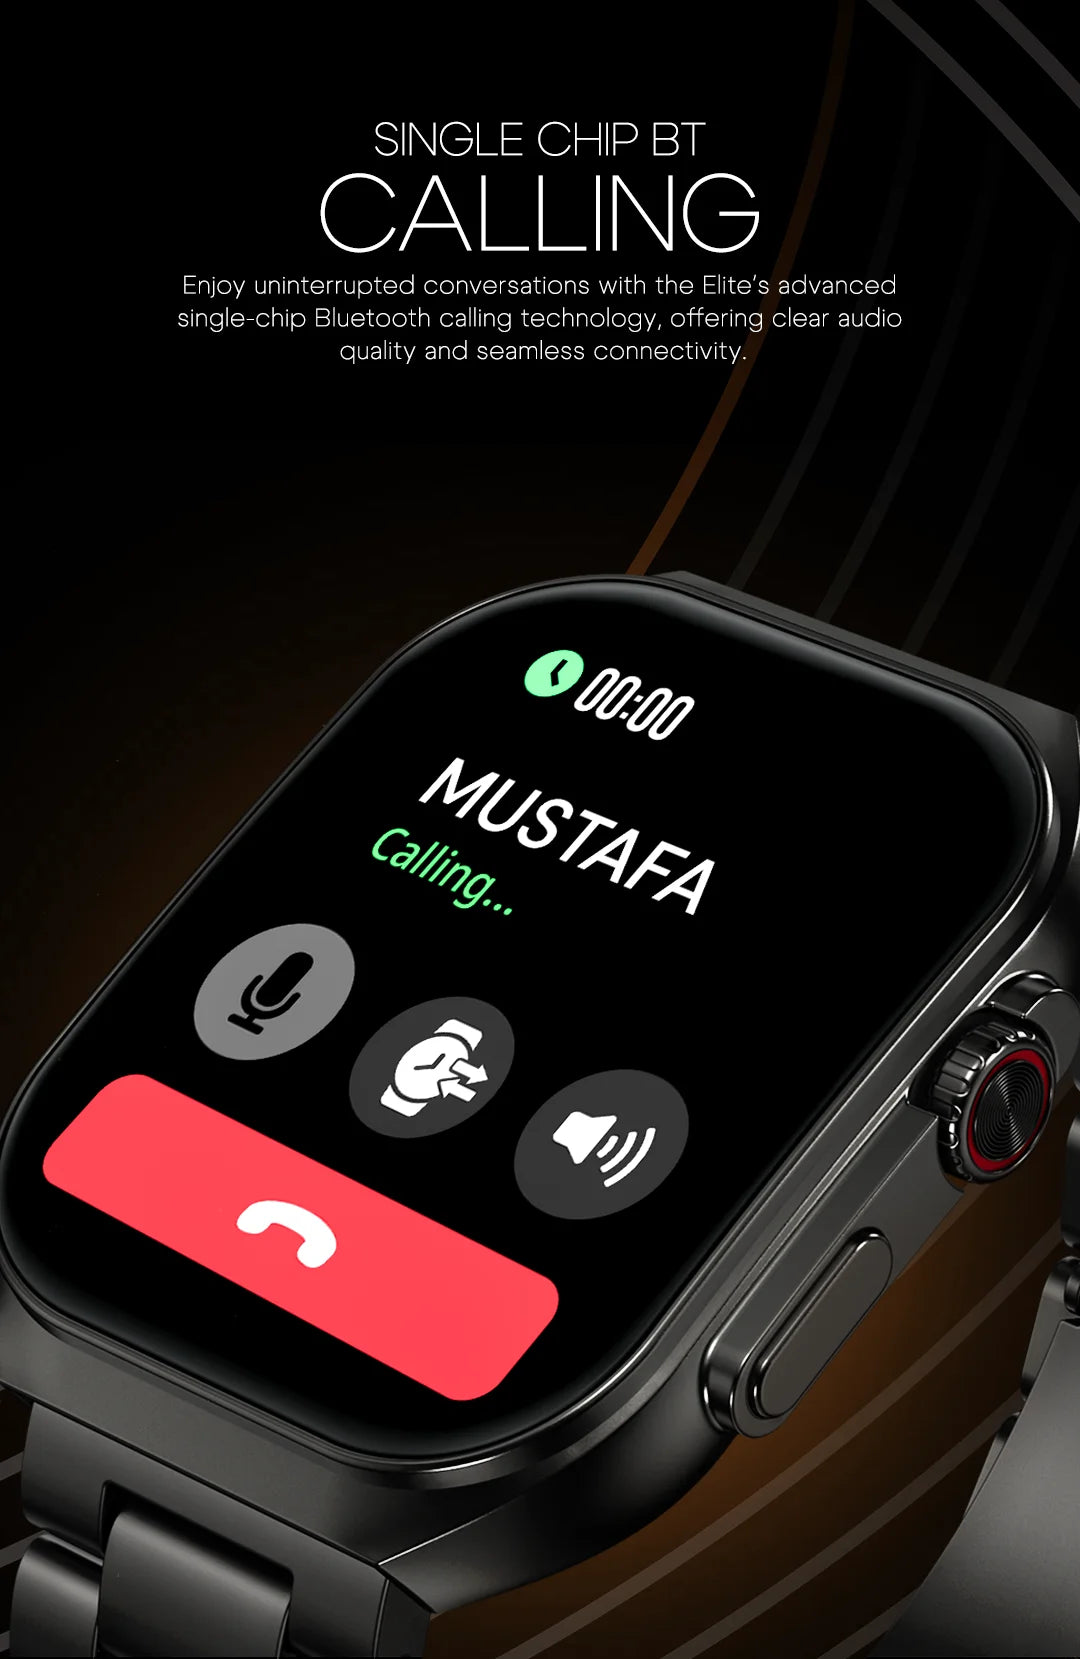 SINGLE CHIP BT
CALLING
Enjoy uninterrupted conversations with the Elite's advanced
single-chip Bluetooth calling technology, offering clear audio
quality and seamless connectivity.
00:00
MUSTAFA
Calling...